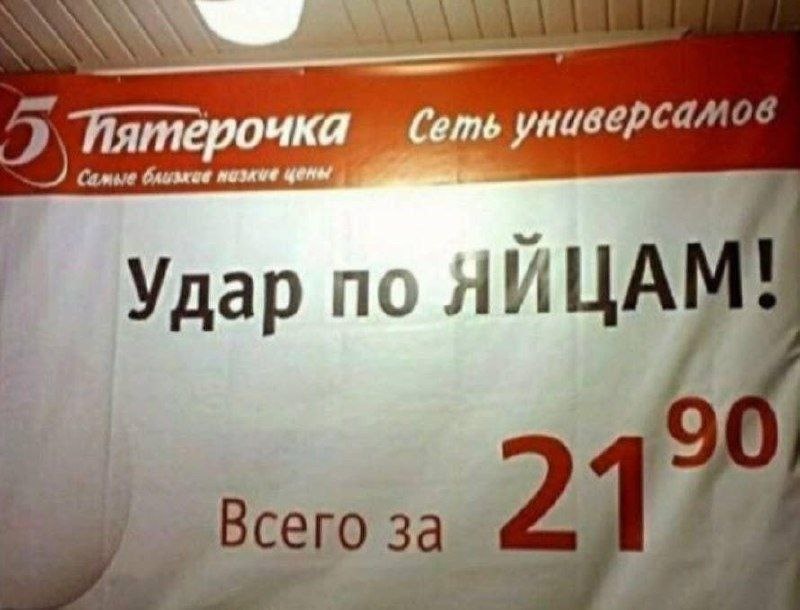 5 Пятёрочка Сеть универсамов
Самые близкие низкие цены
Удар по ЯЙЦАМ!
Всего за 21 90